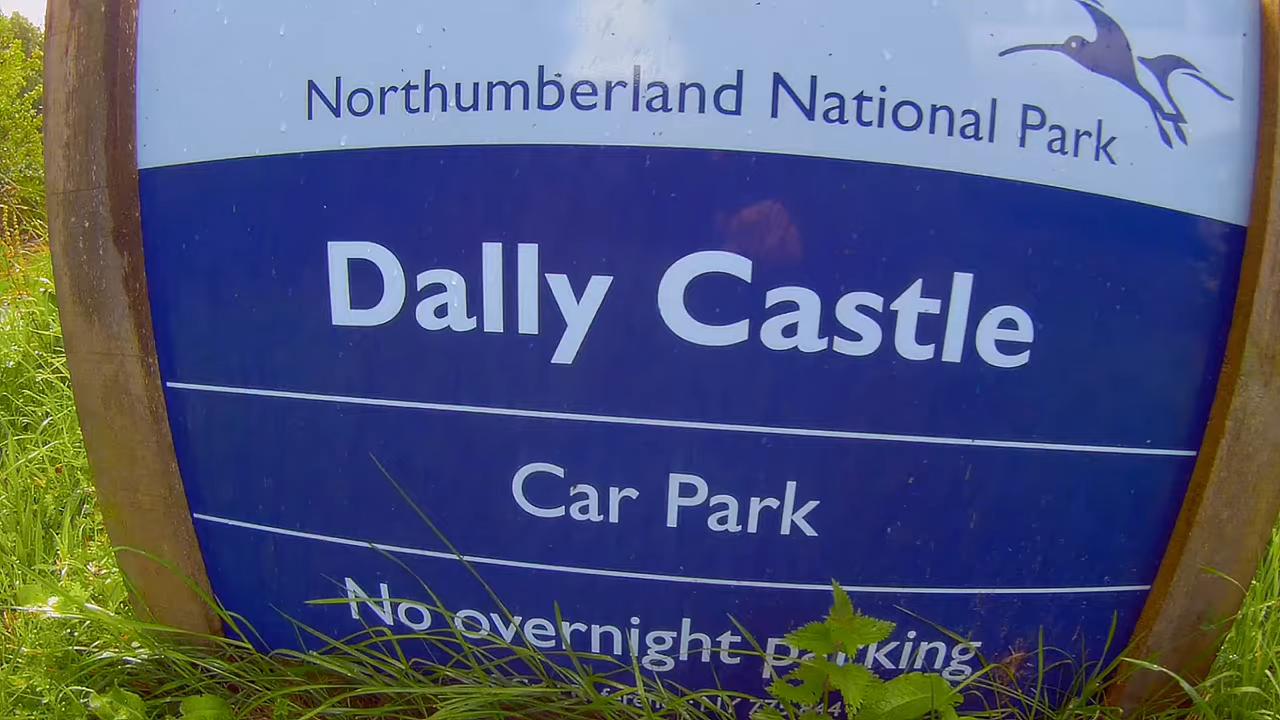 Northumberland National Park
Dally Castle
Car Park
No overnight parking